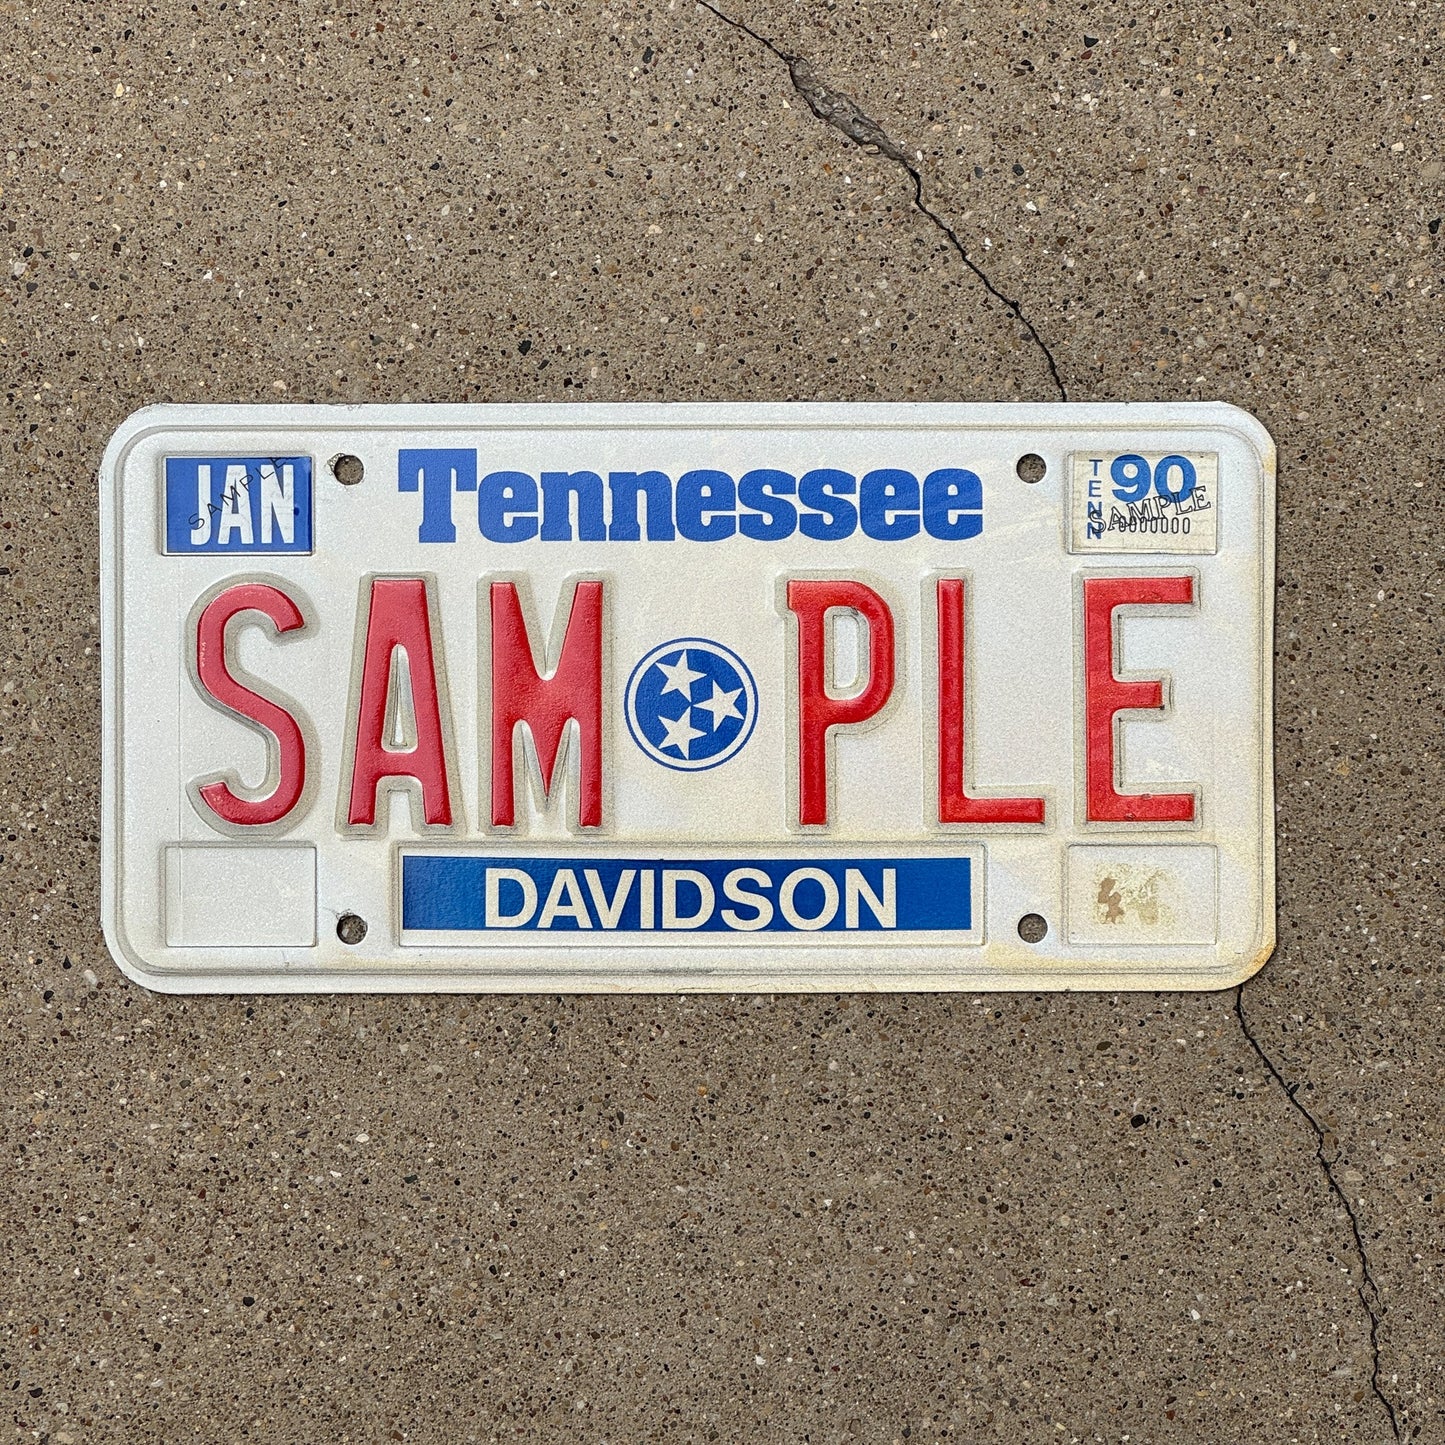 JAN
SAMPLE
Tennessee
TENN
90
SAMPLE
0000000
SAM PLE
DAVIDSON